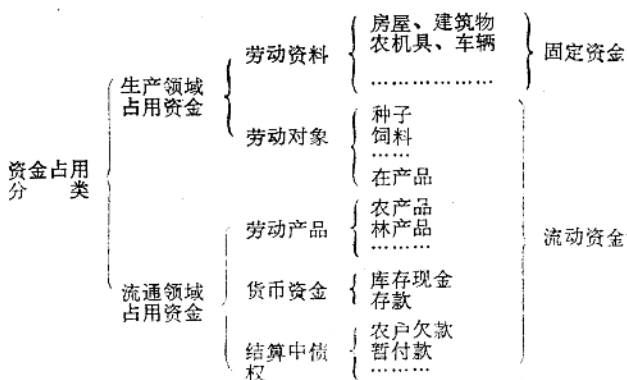 资金占用
分类
生产领域
占用资金
劳动资料
房屋、建筑物
农机具、车辆
………………
固定资金
劳动对象
种子
饲料
……
在产品
流通领域
占用资金
劳动产品
农产品
林产品
………
货币资金
库存现金
存款
结算中债
权
农户欠款
暂付款
………
流动资金